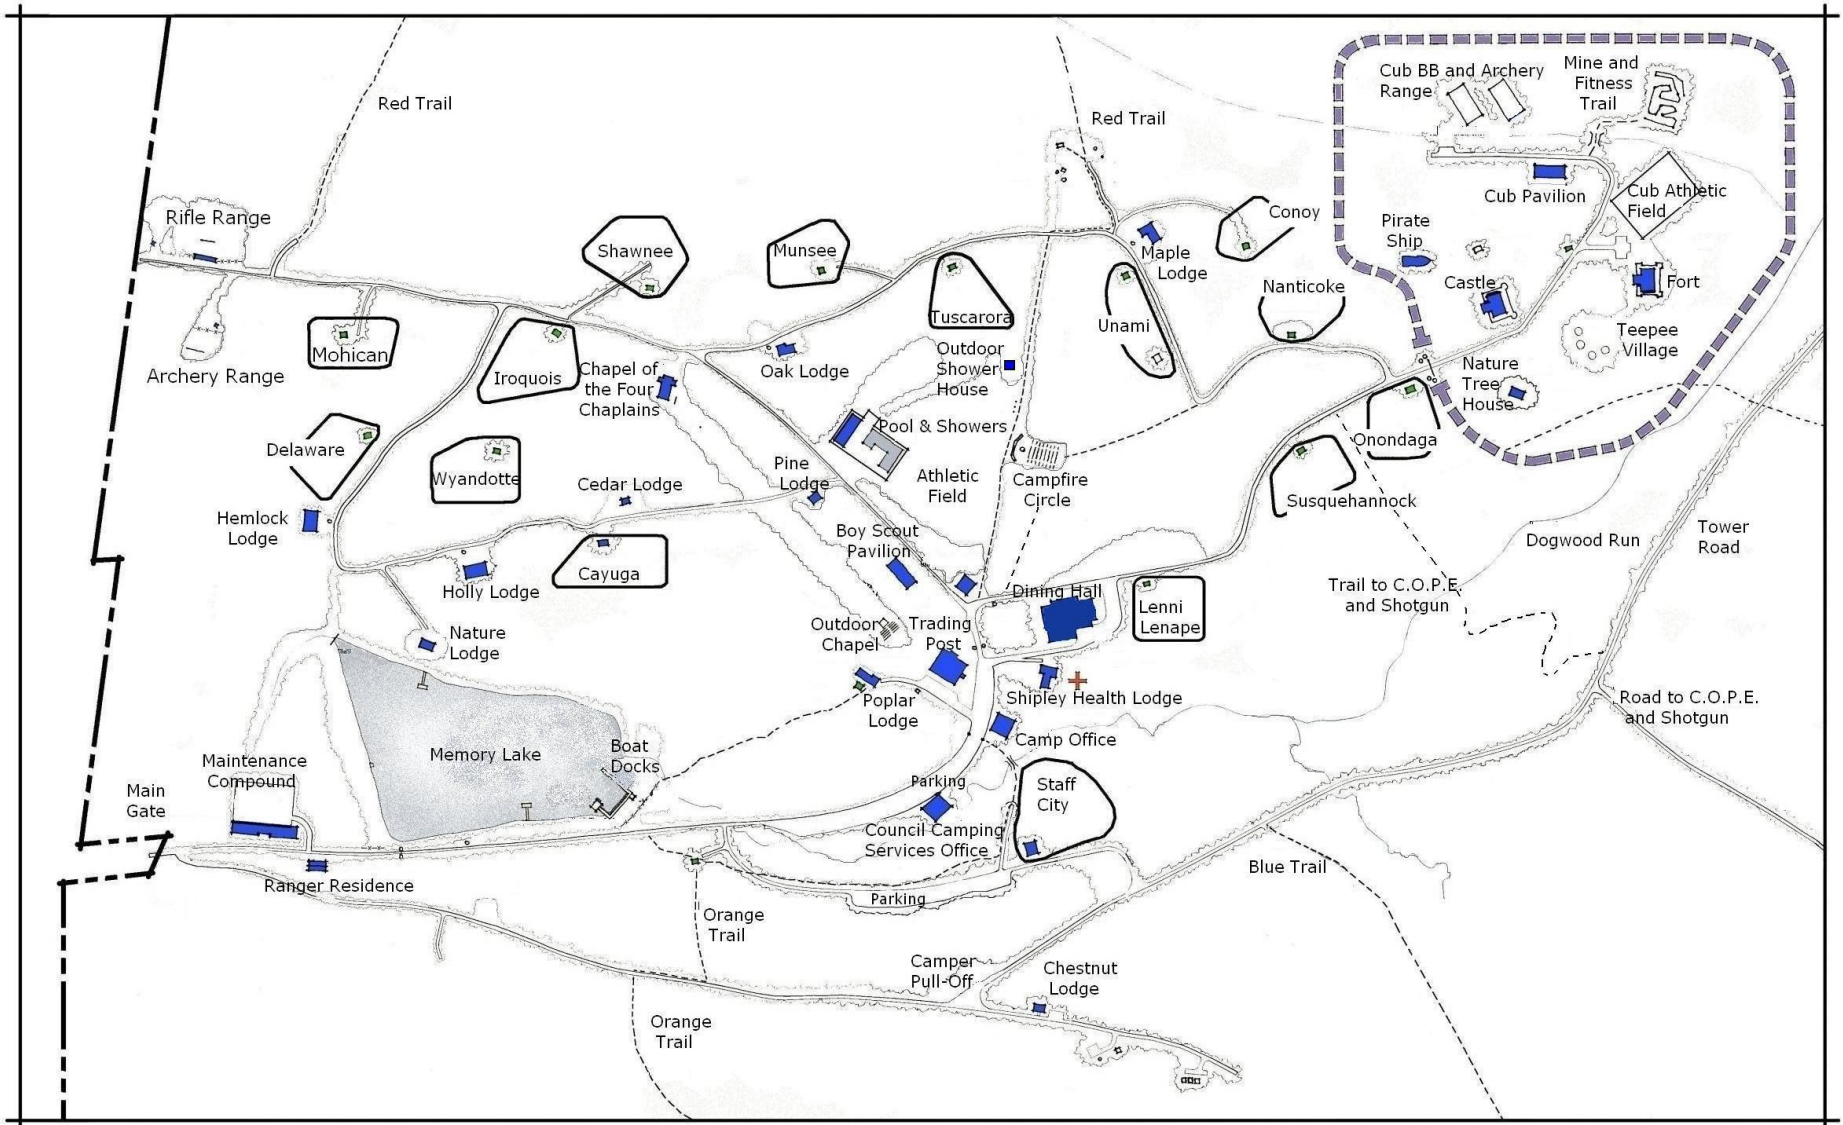 Cub BB and Archery
Range
Mine and
Fitness
Trail
Red Trail
Red Trail
Cub Pavilion
Cub Athletic
Field
Rifle Range
Shawnee
Munsee
Conoy
Pirate
Ship
Maple
Lodge
Castle
Fort
Nanticoke
Tuscarora
Unami
Teepee
Village
Mohican
Archery Range
Iroquois
Chapel of
the Four
Chaplains
Oak Lodge
Outdoor
Shower
House
Nature
Tree
House
Pool & Showers
Onondaga
Delaware
Wyandotte
Cedar Lodge
Pine
Lodge
Athletic
Field
Campfire
Circle
Susquehannock
Hemlock
Lodge
Boy Scout
Pavilion
Dogwood Run
Tower
Road
Cayuga
Holly Lodge
Dining Hall
Trail to C.O.P.E
and Shotgun
Lenni
Lenape
Nature
Lodge
Outdoor
Chapel
Trading
Post
Poplar
Lodge
Shipley Health Lodge
Road to C.O.P.E.
and Shotgun
Camp Office
Memory Lake
Boat
Docks
Maintenance
Compound
Main
Gate
Parking
Staff
City
Council Camping
Services Office
Ranger Residence
Parking
Blue Trail
Orange
Trail
Camper
Pull-Off
Chestnut
Lodge
Orange
Trail